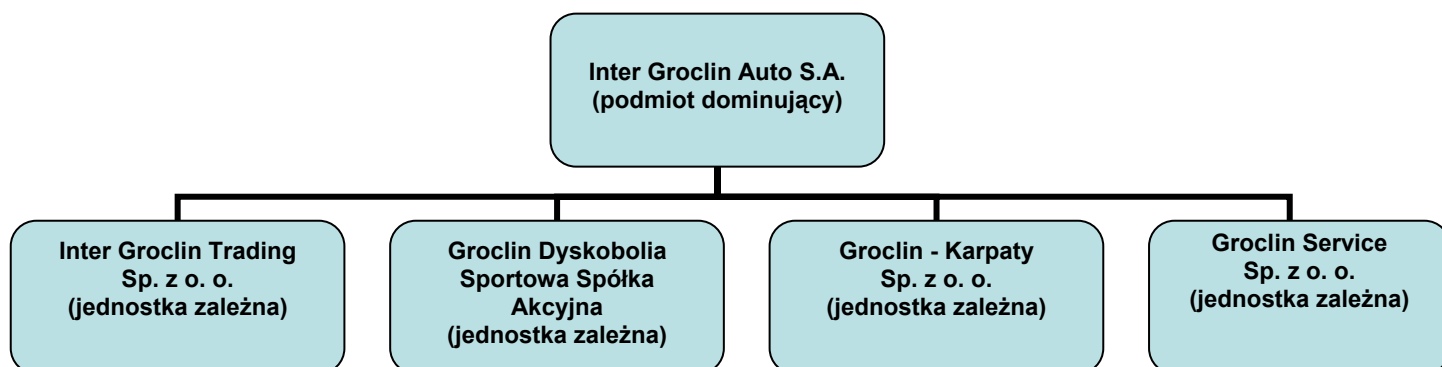 Inter Groclin Auto S.A.
(podmiot dominujący)
Inter Groclin Trading
Sp. z o. o.
(jednostka zależna)
Groclin Dyskobolia
Sportowa Spółka
Akcyjna
(jednostka zależna)
Groclin - Karpaty
Sp. z o. o.
(jednostka zależna)
Groclin Service
Sp. z o. o.
(jednostka zależna)